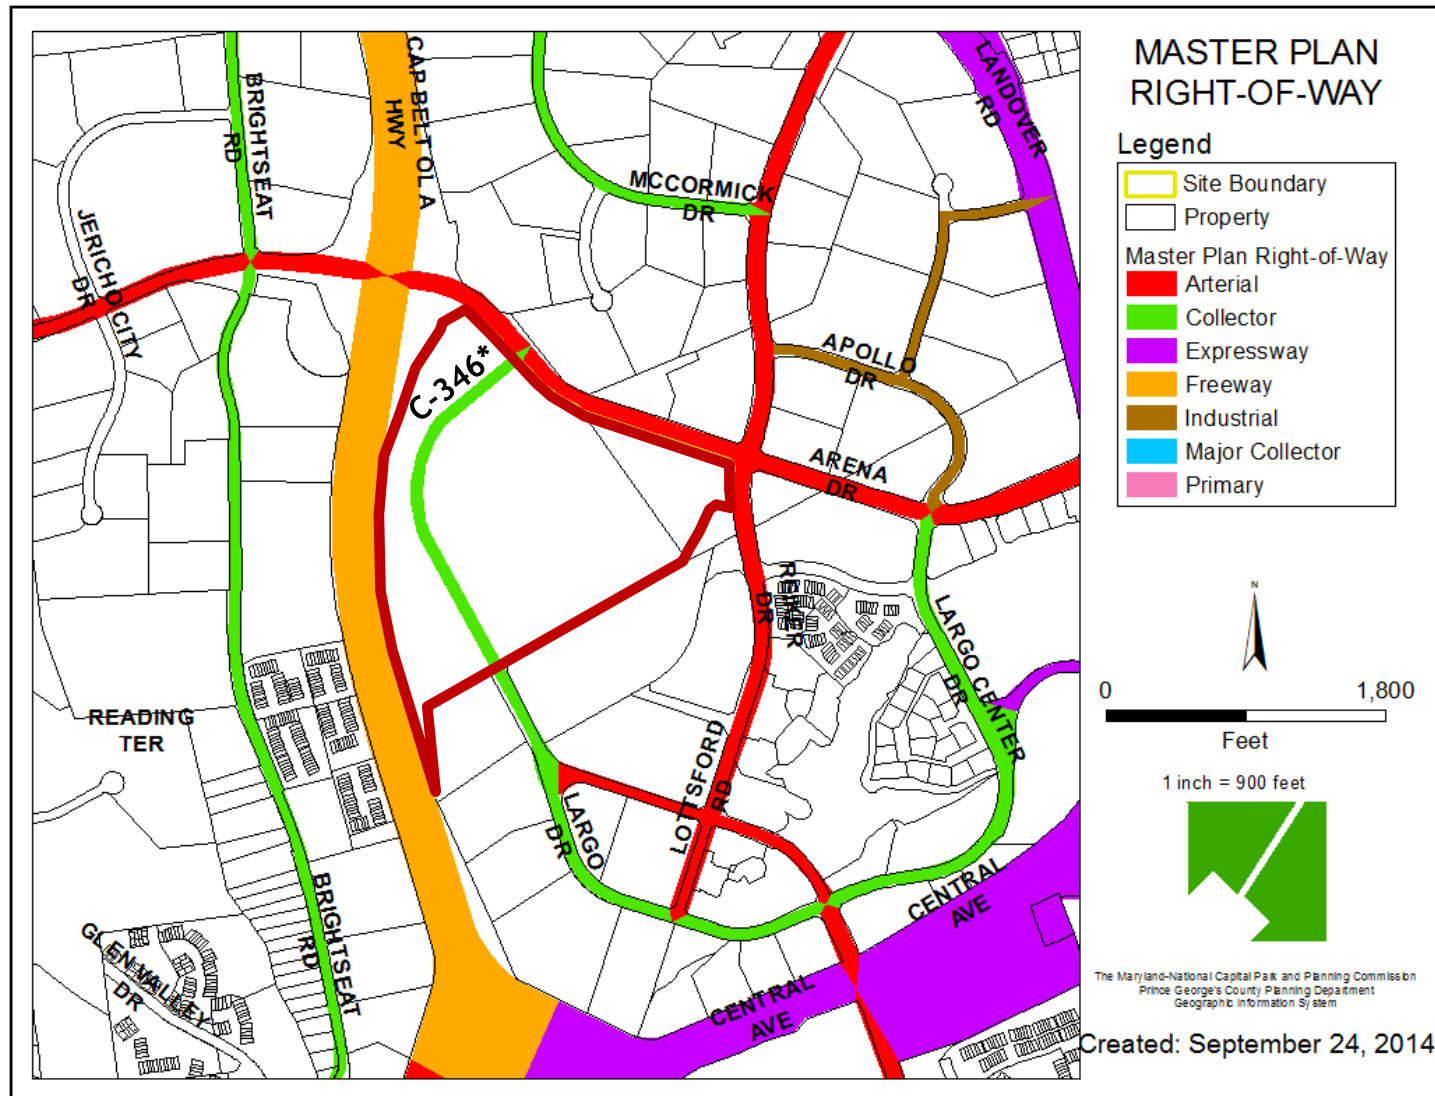 MASTER PLAN
RIGHT-OF-WAY
Legend
Site Boundary
Property
Master Plan Right-of-Way
Arterial
Collector
Expressway
Freeway
Industrial
Major Collector
Primary
N
0 1,800
Feet
1 inch = 900 feet
The Maryland-National Capital Park and Planning Commission
Prince George's County Planning Department
Geographic Information System
Created: September 24, 2014
BRIGHTSEAT
RD
CAP BELT OL A
HWY
LANDOVER
RD
MCCORMICK
DR
JERICHO CITY
DR
C-346*
APOLLO
DR
ARENA
DR
REIKER
DR
LARGO CENTER
DR
READING
TER
LOTTSFORD
RD
LARGO
DR
CENTRAL
AVE
BRIGHTSEAT
RD
GLEN VALLEY
DR
CENTRAL
AVE